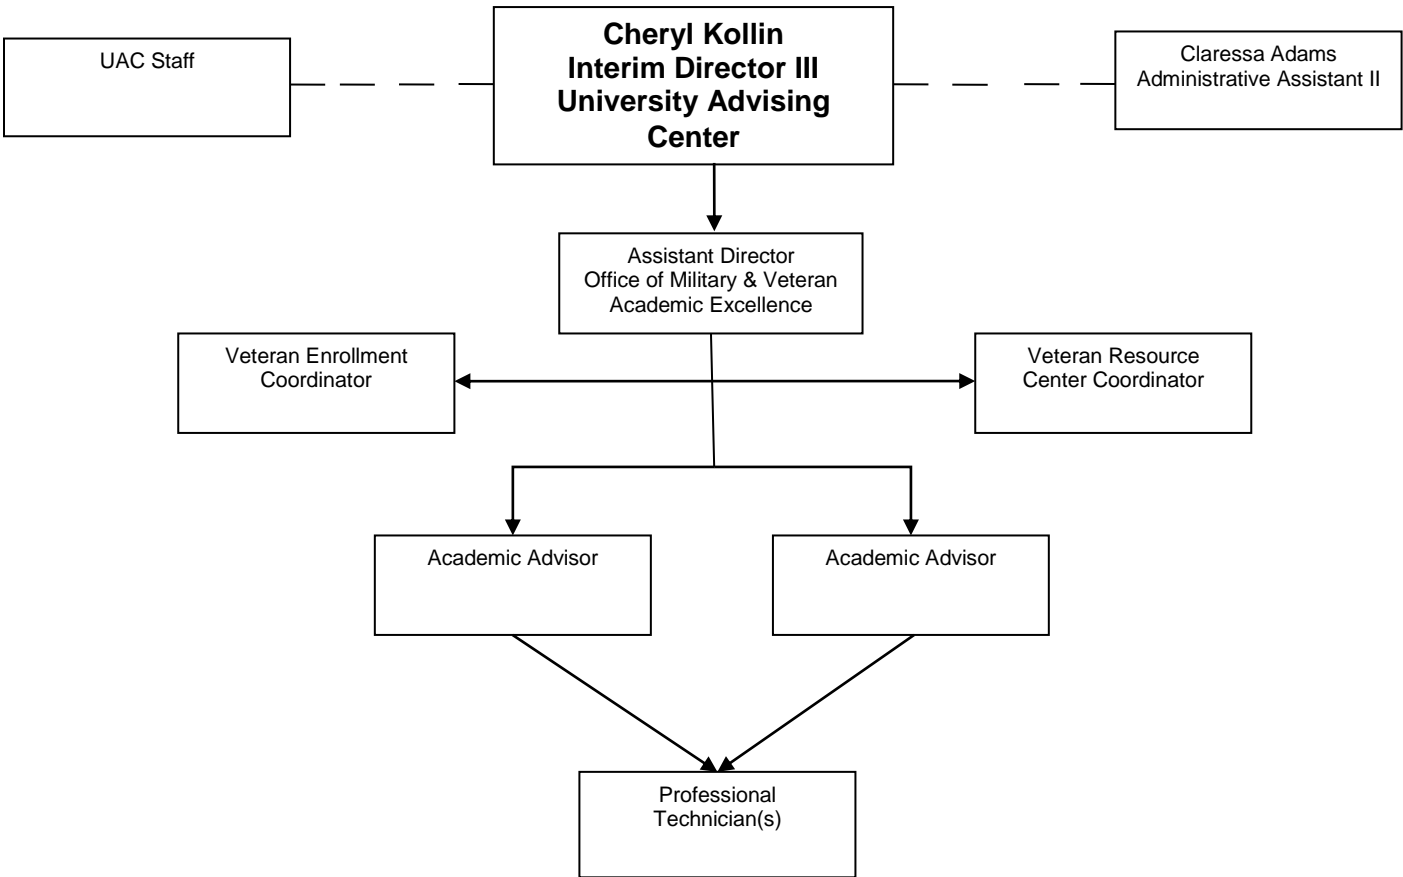 UAC Staff
Cheryl Kollin
Interim Director III
University Advising
Center
Claressa Adams
Administrative Assistant II
Assistant Director
Office of Military & Veteran
Academic Excellence
Veteran Enrollment
Coordinator
Veteran Resource
Center Coordinator
Academic Advisor
Academic Advisor
Professional
Technician(s)